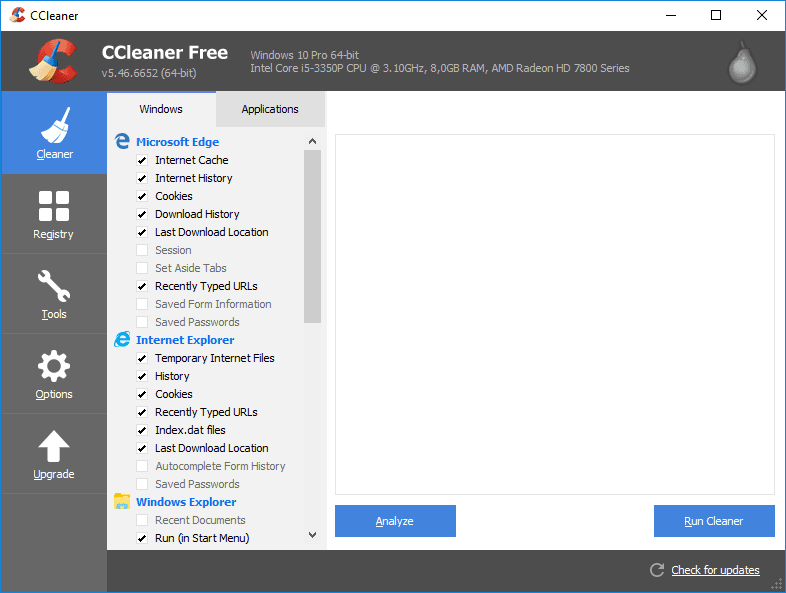 CCleaner
CCleaner Free
v5.46.6652 (64-bit)
Windows 10 Pro 64-bit
Intel Core i5-3350P CPU @ 3.10GHz, 8,0GB RAM, AMD Radeon HD 7800 Series
Cleaner
Registry
Tools
Options
Upgrade
Windows
Applications
Microsoft Edge
Internet Cache
Internet History
Cookies
Download History
Last Download Location
Session
Set Aside Tabs
Recently Typed URLs
Saved Form Information
Saved Passwords
Internet Explorer
Temporary Internet Files
History
Cookies
Recently Typed URLs
Index.dat files
Last Download Location
Autocomplete Form History
Saved Passwords
Windows Explorer
Recent Documents
Run (in Start Menu)
Analyze
Run Cleaner
Check for updates